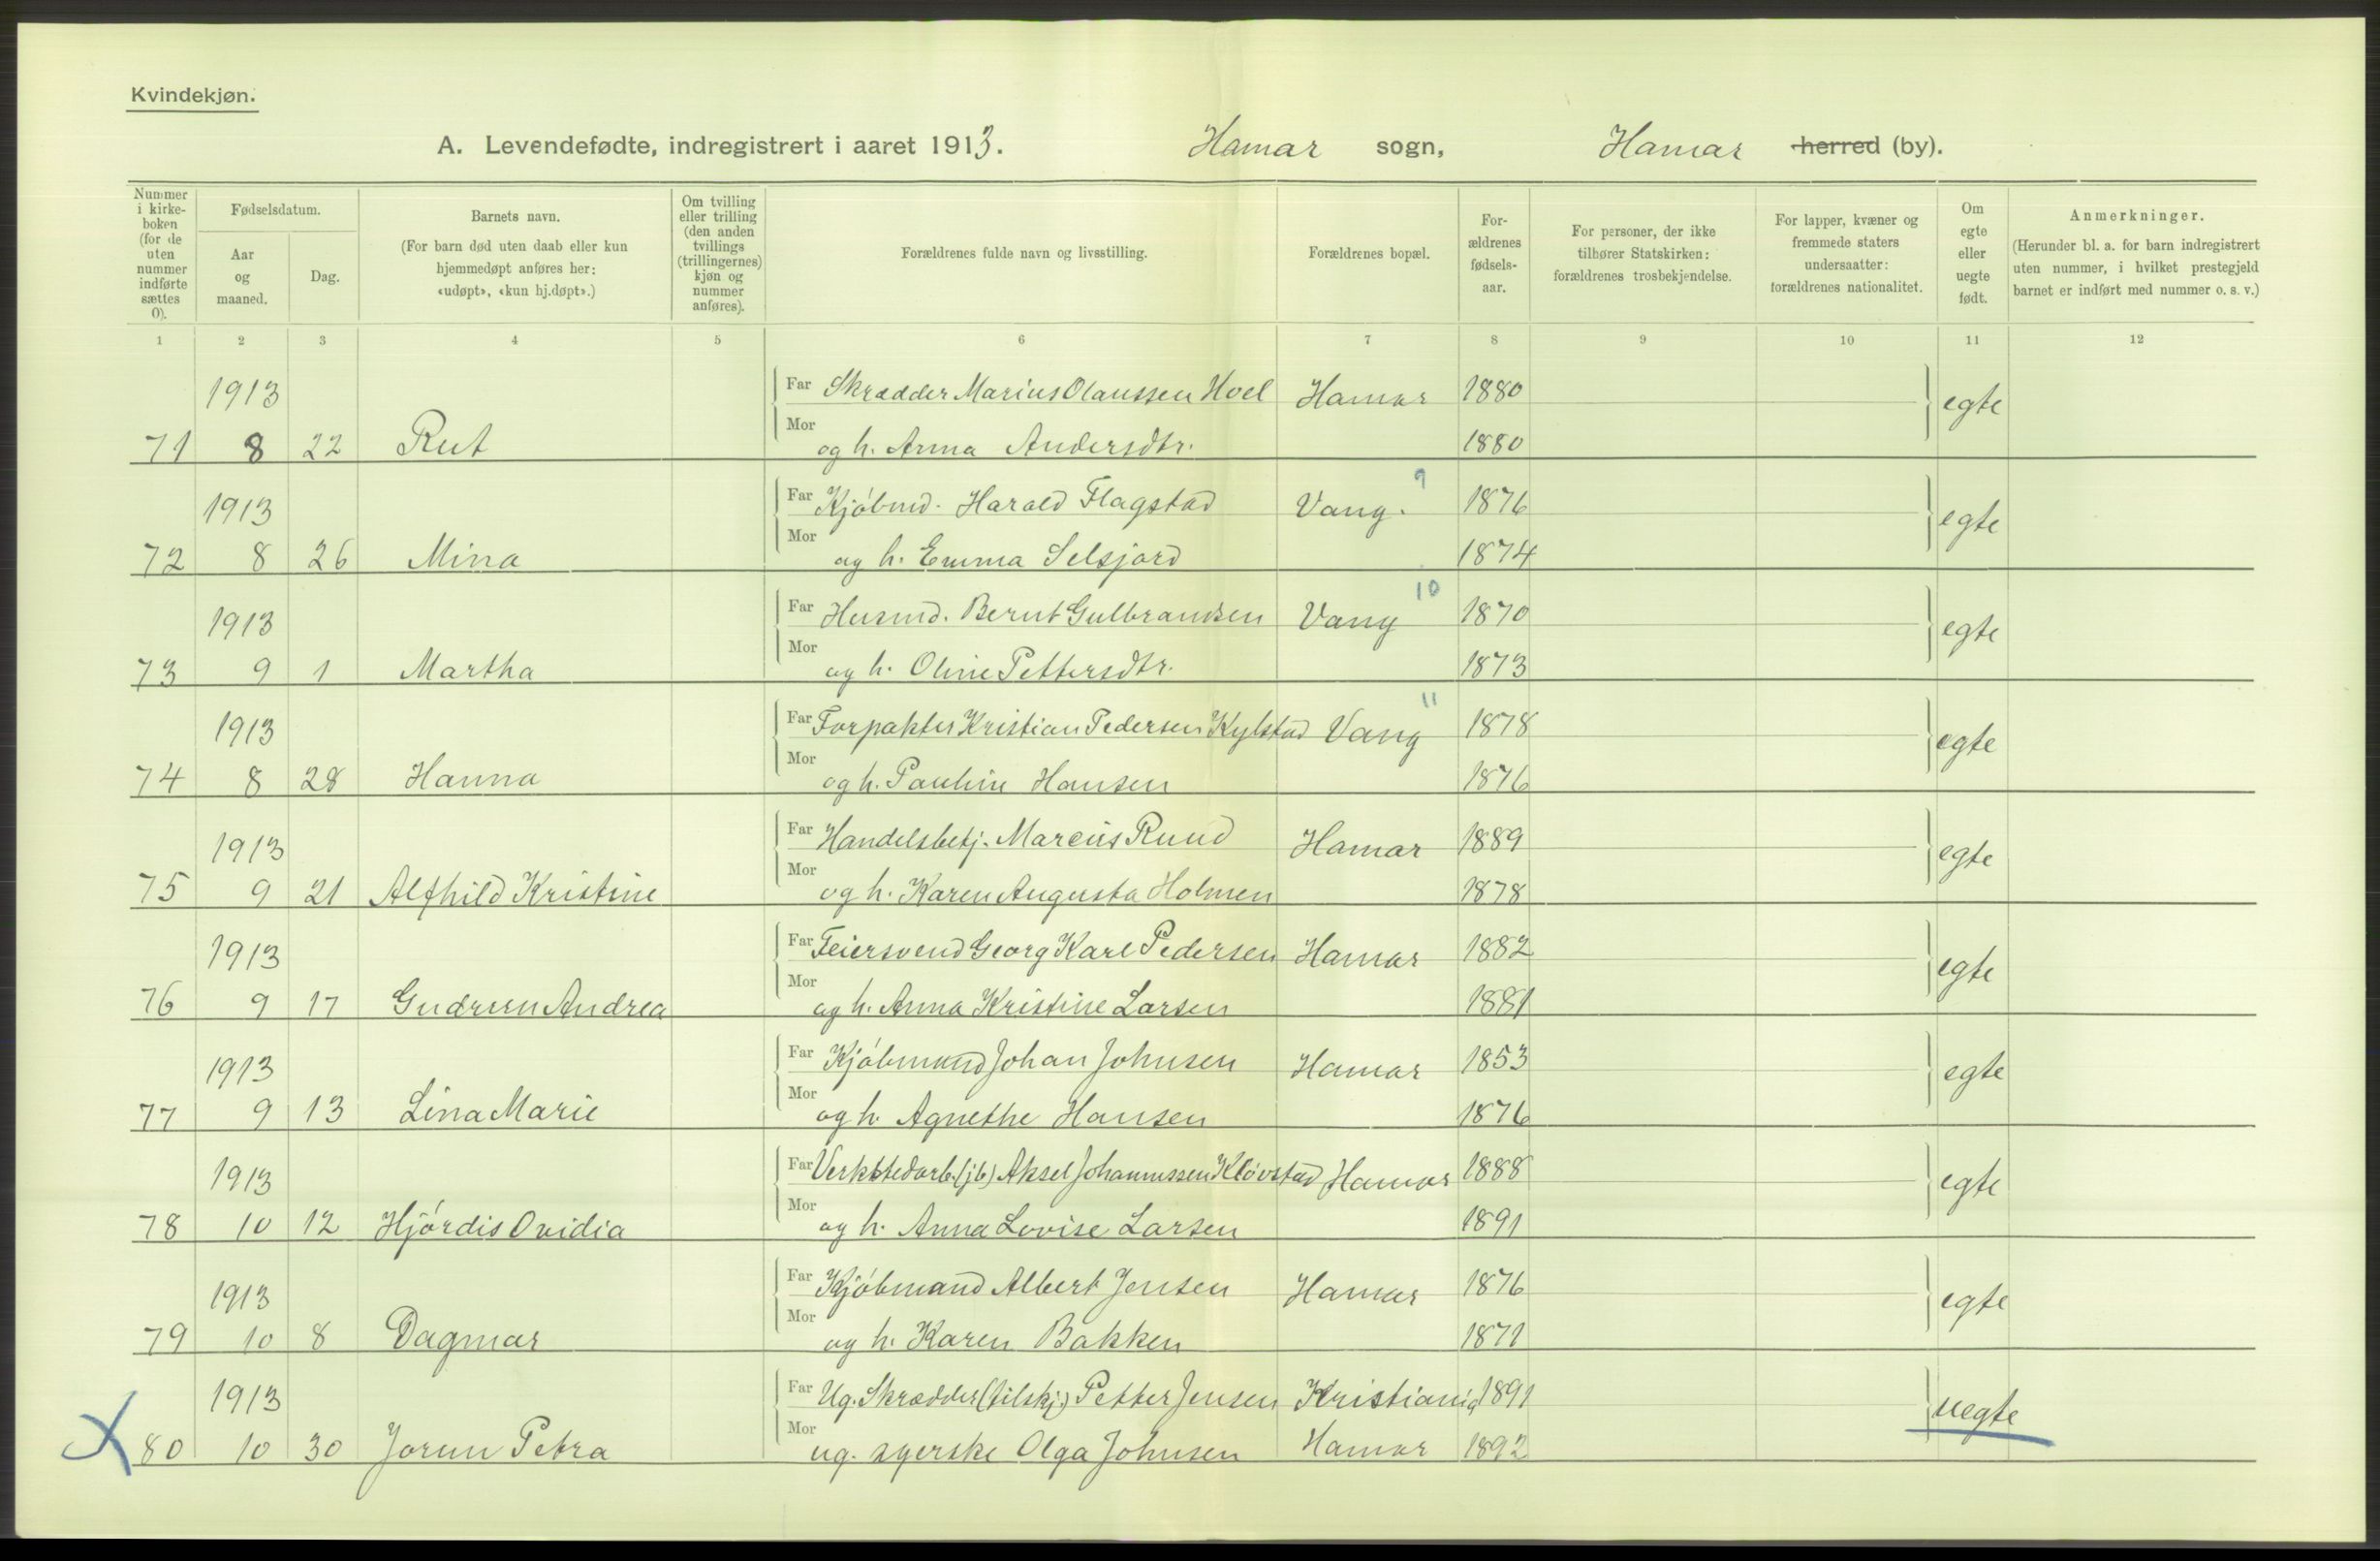 Kvindekjøn.
A. Levendefødte, indregistrert i aaret 1913. Hamar sogn, Hamar herred (by).
Nummer i kirke-boken (for de uten nummer indførte sættes 0).
Fødselsdatum.
Aar og maaned.
Dag.
Barnets navn.
(For barn død uten daab eller kun hjemmedøpt anføres her: «udøpt», «kun hj.døpt».)
Om tvilling eller trilling (den anden tvillings (trillingernes) kjøn og nummer anføres).
Forældrenes fulde navn og livsstilling.
Forældrenes bopæl.
For-ældrenes fødsels-aar.
For personer, der ikke tilhører Statskirken: forældrenes trosbekjendelse.
For lapper, kvæner og fremmede staters undersaatter: forældrenes nationalitet.
Om egte eller uegte født.
Anmerkninger.
(Herunder bl. a. for barn indregistrert uten nummer, i hvilket prestegjeld barnet er indført med nummer o. s. v.)
1 2 3 4 5 6 7 8 9 10 11 12
1913 Far Skrædder Marius Olaussen Hoel Hamar 1880 egte
71 8 22 Rut Mor og h. Anna Andersdtr. 1880
9
1913 Far Kjöbmd. Harald Flagstad Vang. 1876 egte
72 8 26 Mina Mor og h. Emma Selsjord 1874
10
1913 Far Husmd. Bernt Gulbrandsen Vang 1870 egte
73 9 1 Martha Mor og h. Oline Pettersdtr. 1873
11
1913 Far Forpakter Kristian Pedersen Kylstad Vang 1878 egte
74 8 28 Hanna Mor og h. Pauline Hansen 1876
1913 Far Handelsbetj. Marcus Ruud Hamar 1889 egte
75 9 21 Alfhild Kristine Mor og h. Karen Augusta Holmen 1878
1913 Far Feiersvend Georg Karl Pedersen Hamar 1882 egte
76 9 17 Gudrun Andrea Mor og h. Anna Kristine Larsen 1881
1913 Far Kjöbmand Johan Johnsen Hamar 1853 egte
77 9 13 Lina Marie Mor og h. Agnethe Hansen 1876
1913 Far Verkstedarb. (jb) Aksel Johannessen Klövstad Hamar 1888 egte
78 10 12 Hjördis Ovidia Mor og h. Anna Lovise Larsen 1891
1913 Far Kjöbmand Albert Jensen Hamar 1876 egte
79 10 8 Dagmar Mor og h. Karen Bakken 1871
1913 Far Ug. Skrædder (tilskj.) Petter Jensen Kristiania 1891 uegte
X 80 10 30 Jorun Petra Mor ug. syerske Olga Johnsen Hamar 1892